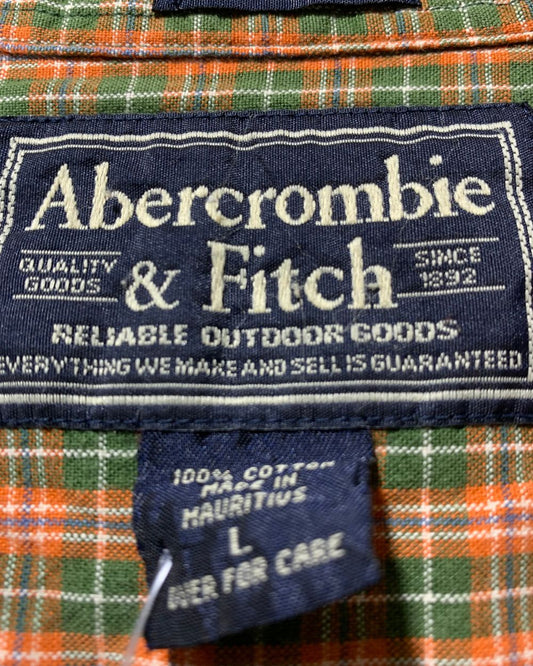 Abercrombie
QUALITY GOODS & Fitch SINCE 1892
RELIABLE OUTDOOR GOODS
EVERYTHING WE MAKE AND SELL IS GUARANTEED
100% COTTON
MADE IN
MAURITIUS
L
FOR CARE